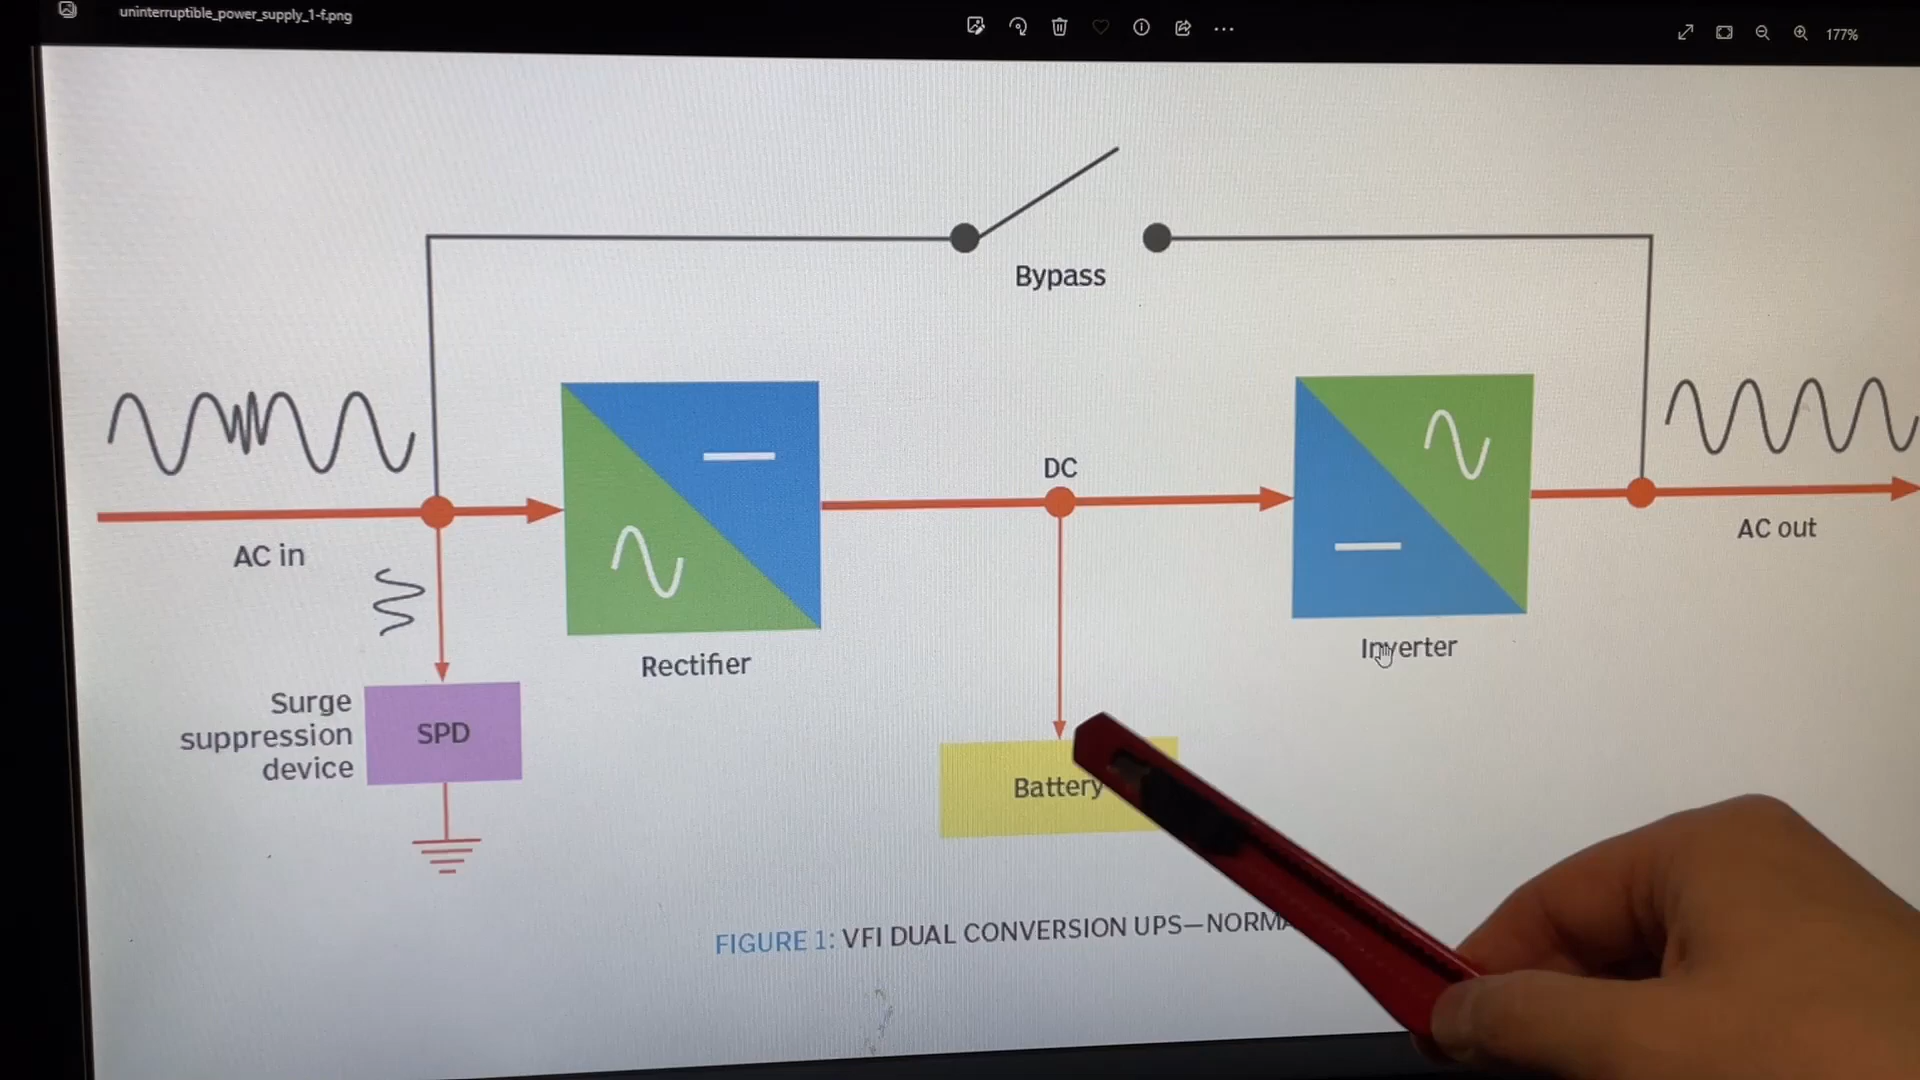 uninterruptible_power_supply_1-f.png
177%
Bypass
DC
AC in
AC out
Rectifier
Inverter
Surge
suppression
device
SPD
Battery
FIGURE 1: VFI DUAL CONVERSION UPS—NORMA